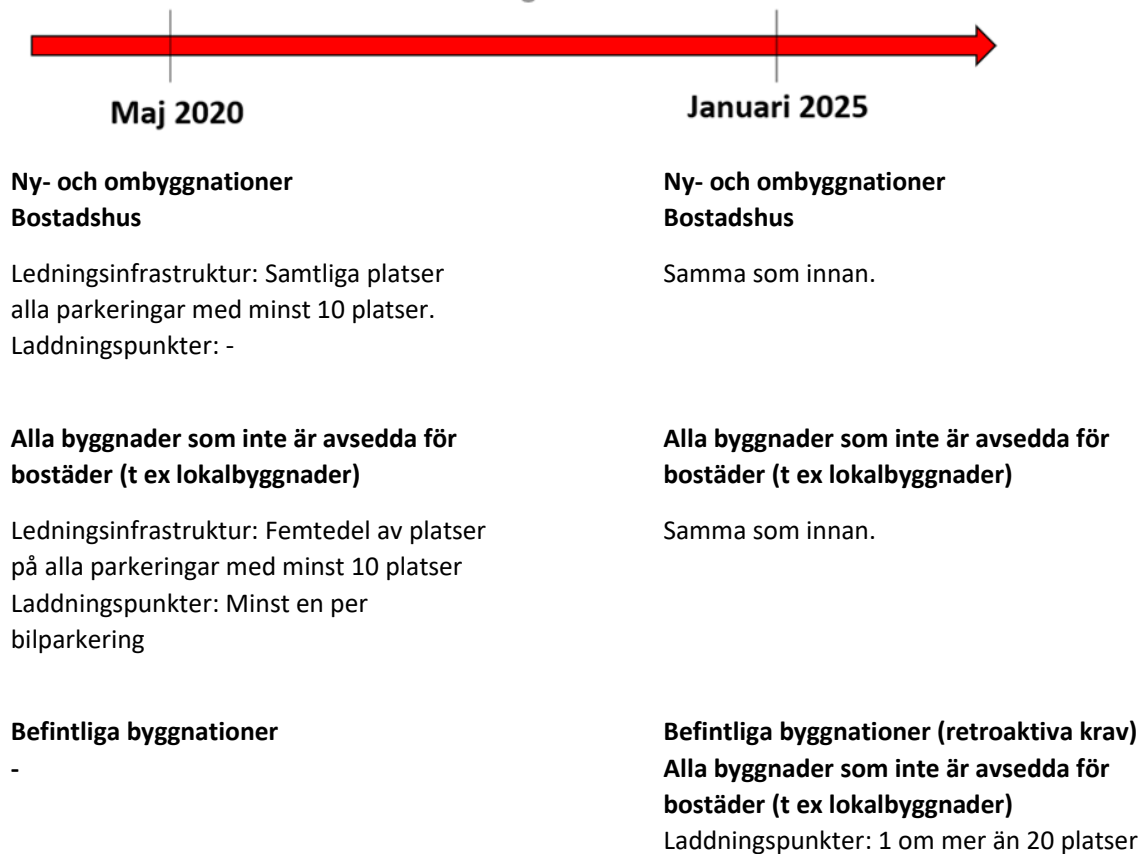 Maj 2020
Januari 2025
Ny- och ombyggnationer
Bostadshus
Ledningsinfrastruktur: Samtliga platser
alla parkeringar med minst 10 platser.
Laddningspunkter: -
Ny- och ombyggnationer
Bostadshus
Samma som innan.
Alla byggnader som inte är avsedda för
bostäder (t ex lokalbyggnader)
Ledningsinfrastruktur: Femtedel av platser
på alla parkeringar med minst 10 platser
Laddningspunkter: Minst en per
bilparkering
Alla byggnader som inte är avsedda för
bostäder (t ex lokalbyggnader)
Samma som innan.
Befintliga byggnationer
-
Befintliga byggnationer (retroaktiva krav)
Alla byggnader som inte är avsedda för
bostäder (t ex lokalbyggnader)
Laddningspunkter: 1 om mer än 20 platser